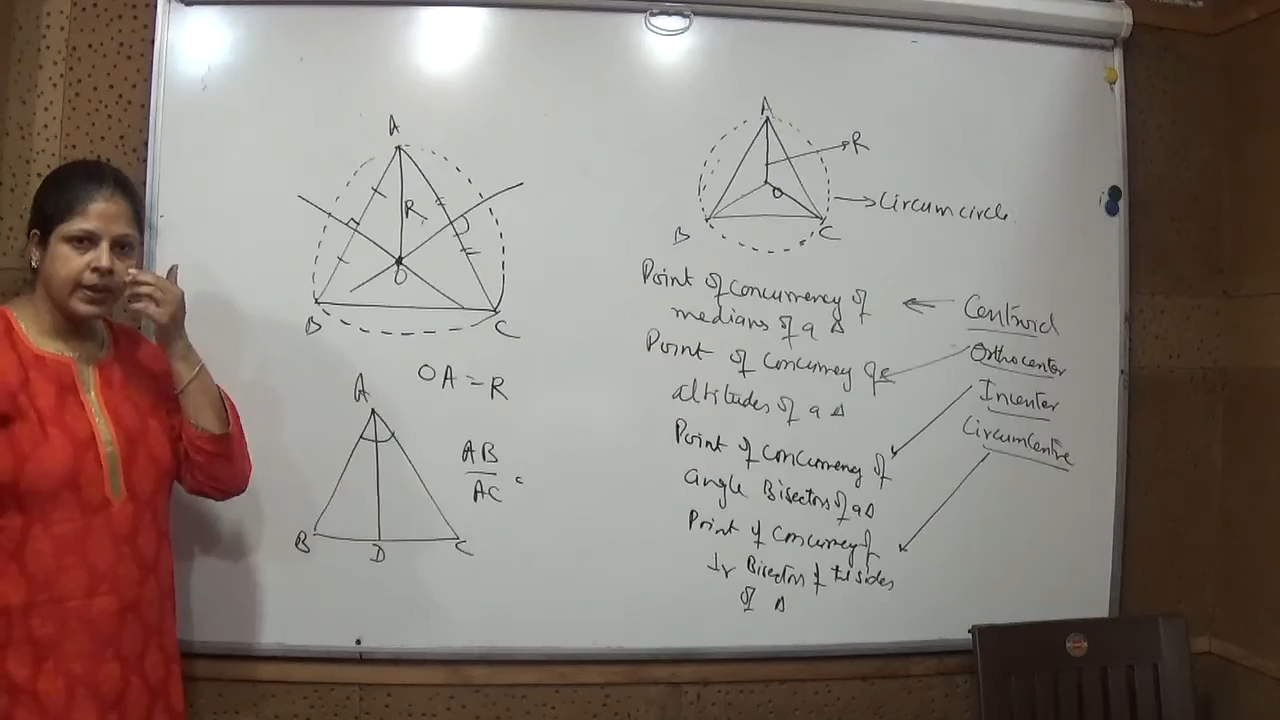 A
R
O
B
C
OA = R
A
B
D
C
AB
AC
=
A
R
O
B
C
Circumcircle.
Point of concurrency of
medians of a Δ
Point of concurrency of
altitudes of a Δ
Point of concurrency of
angle Bisectors of a Δ
Point of concurrency of
⊥r Bisectors of the sides
of Δ
Centroid
Orthocenter
Incenter
Circumcentre